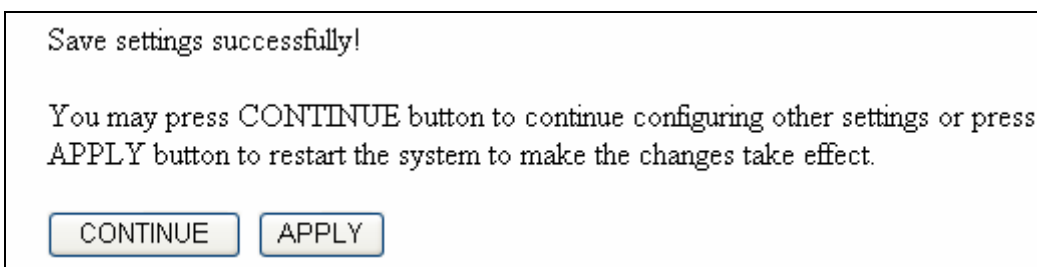 Save settings successfully!
You may press CONTINUE button to continue configuring other settings or press
APPLY button to restart the system to make the changes take effect.
CONTINUE APPLY